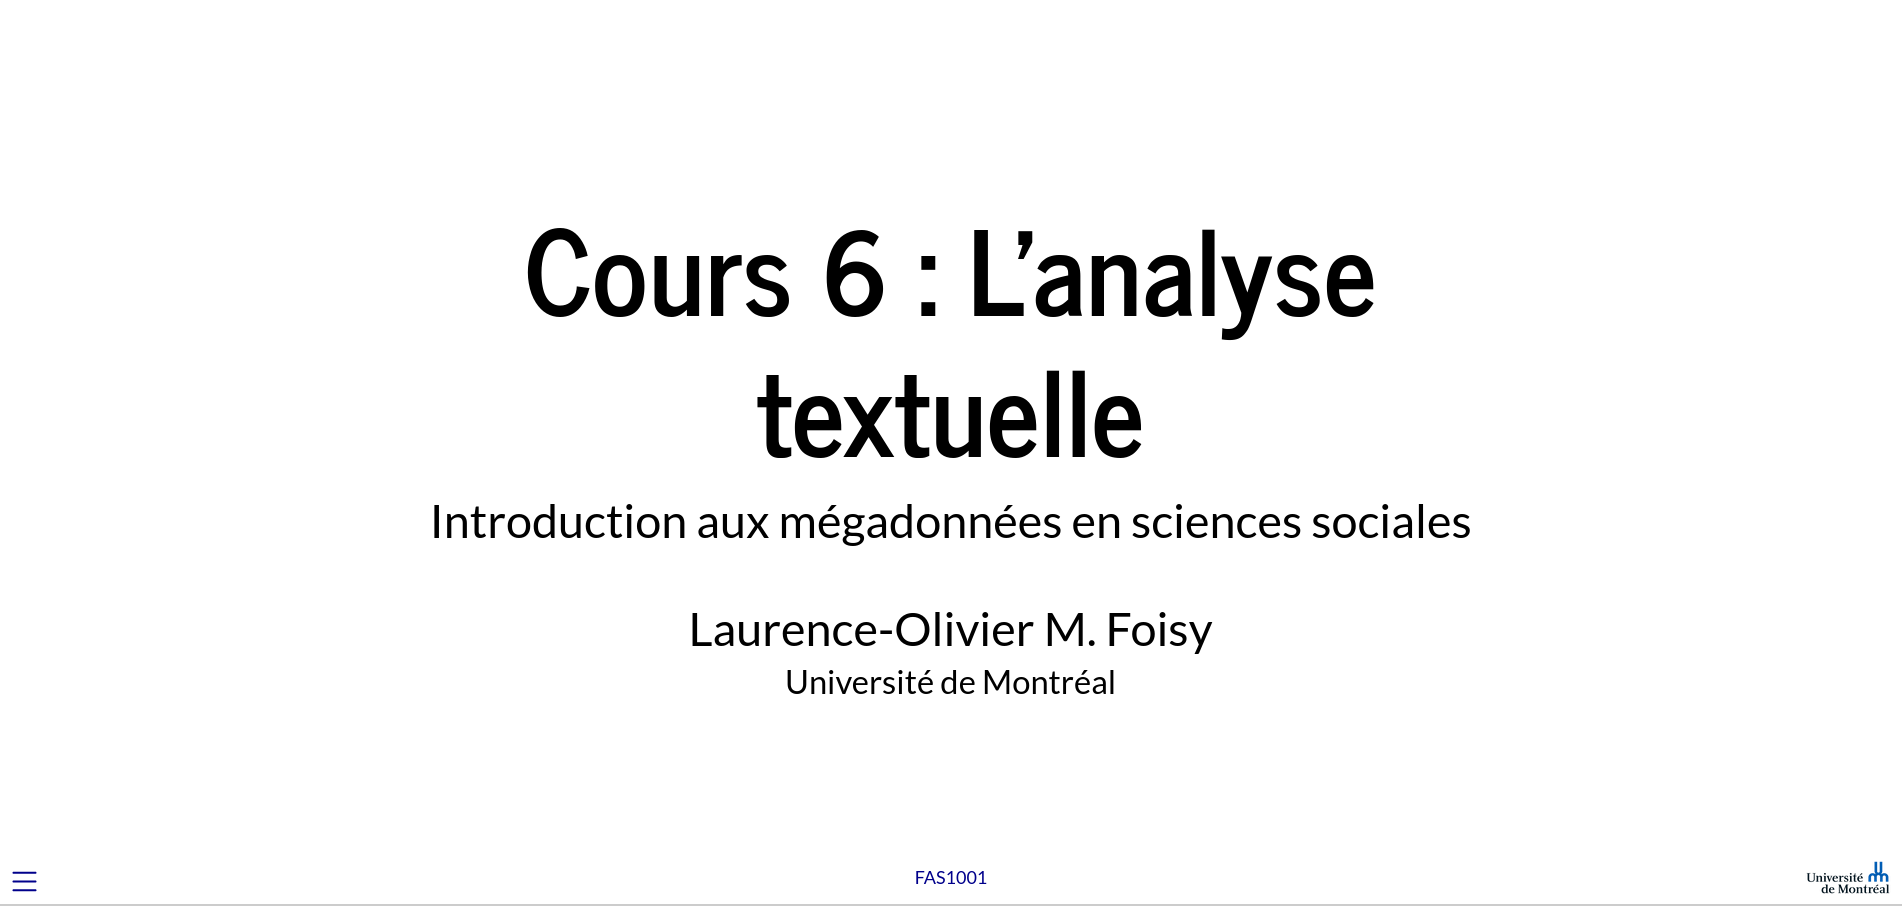 Cours 6 : L’analyse
textuelle
Introduction aux mégadonnées en sciences sociales
Laurence-Olivier M. Foisy
Université de Montréal
FAS1001
Université
de Montréal